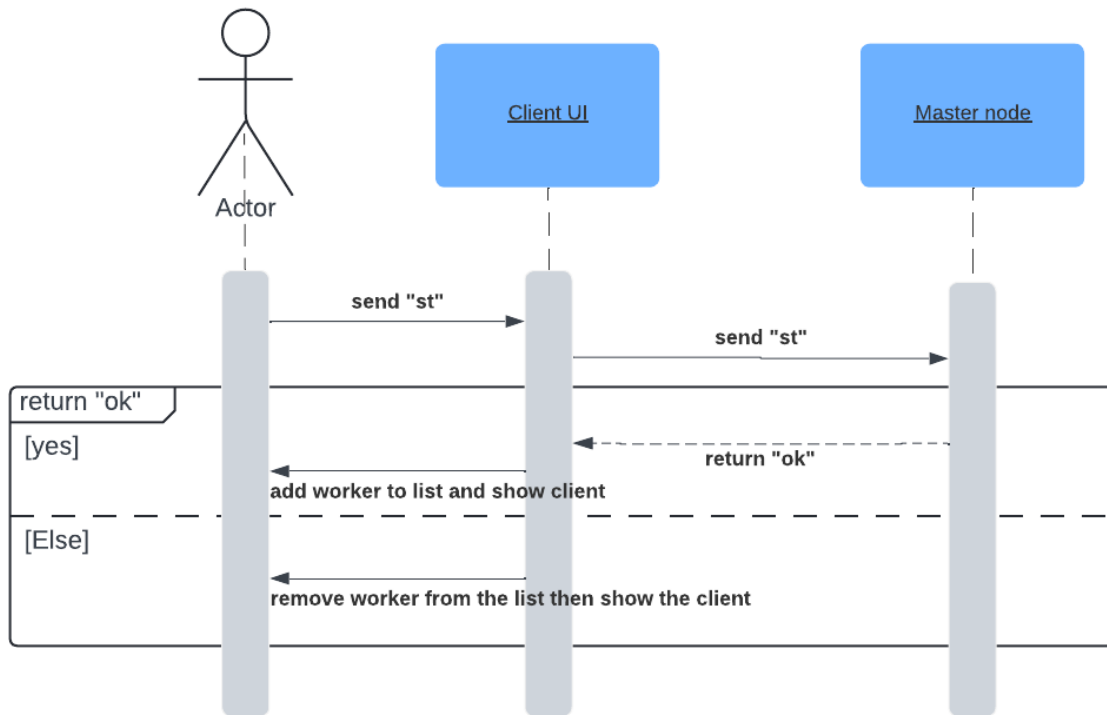 Client UI
Master node
Actor
send "st"
send "st"
return "ok"
[yes]
return "ok"
add worker to list and show client
[Else]
remove worker from the list then show the client